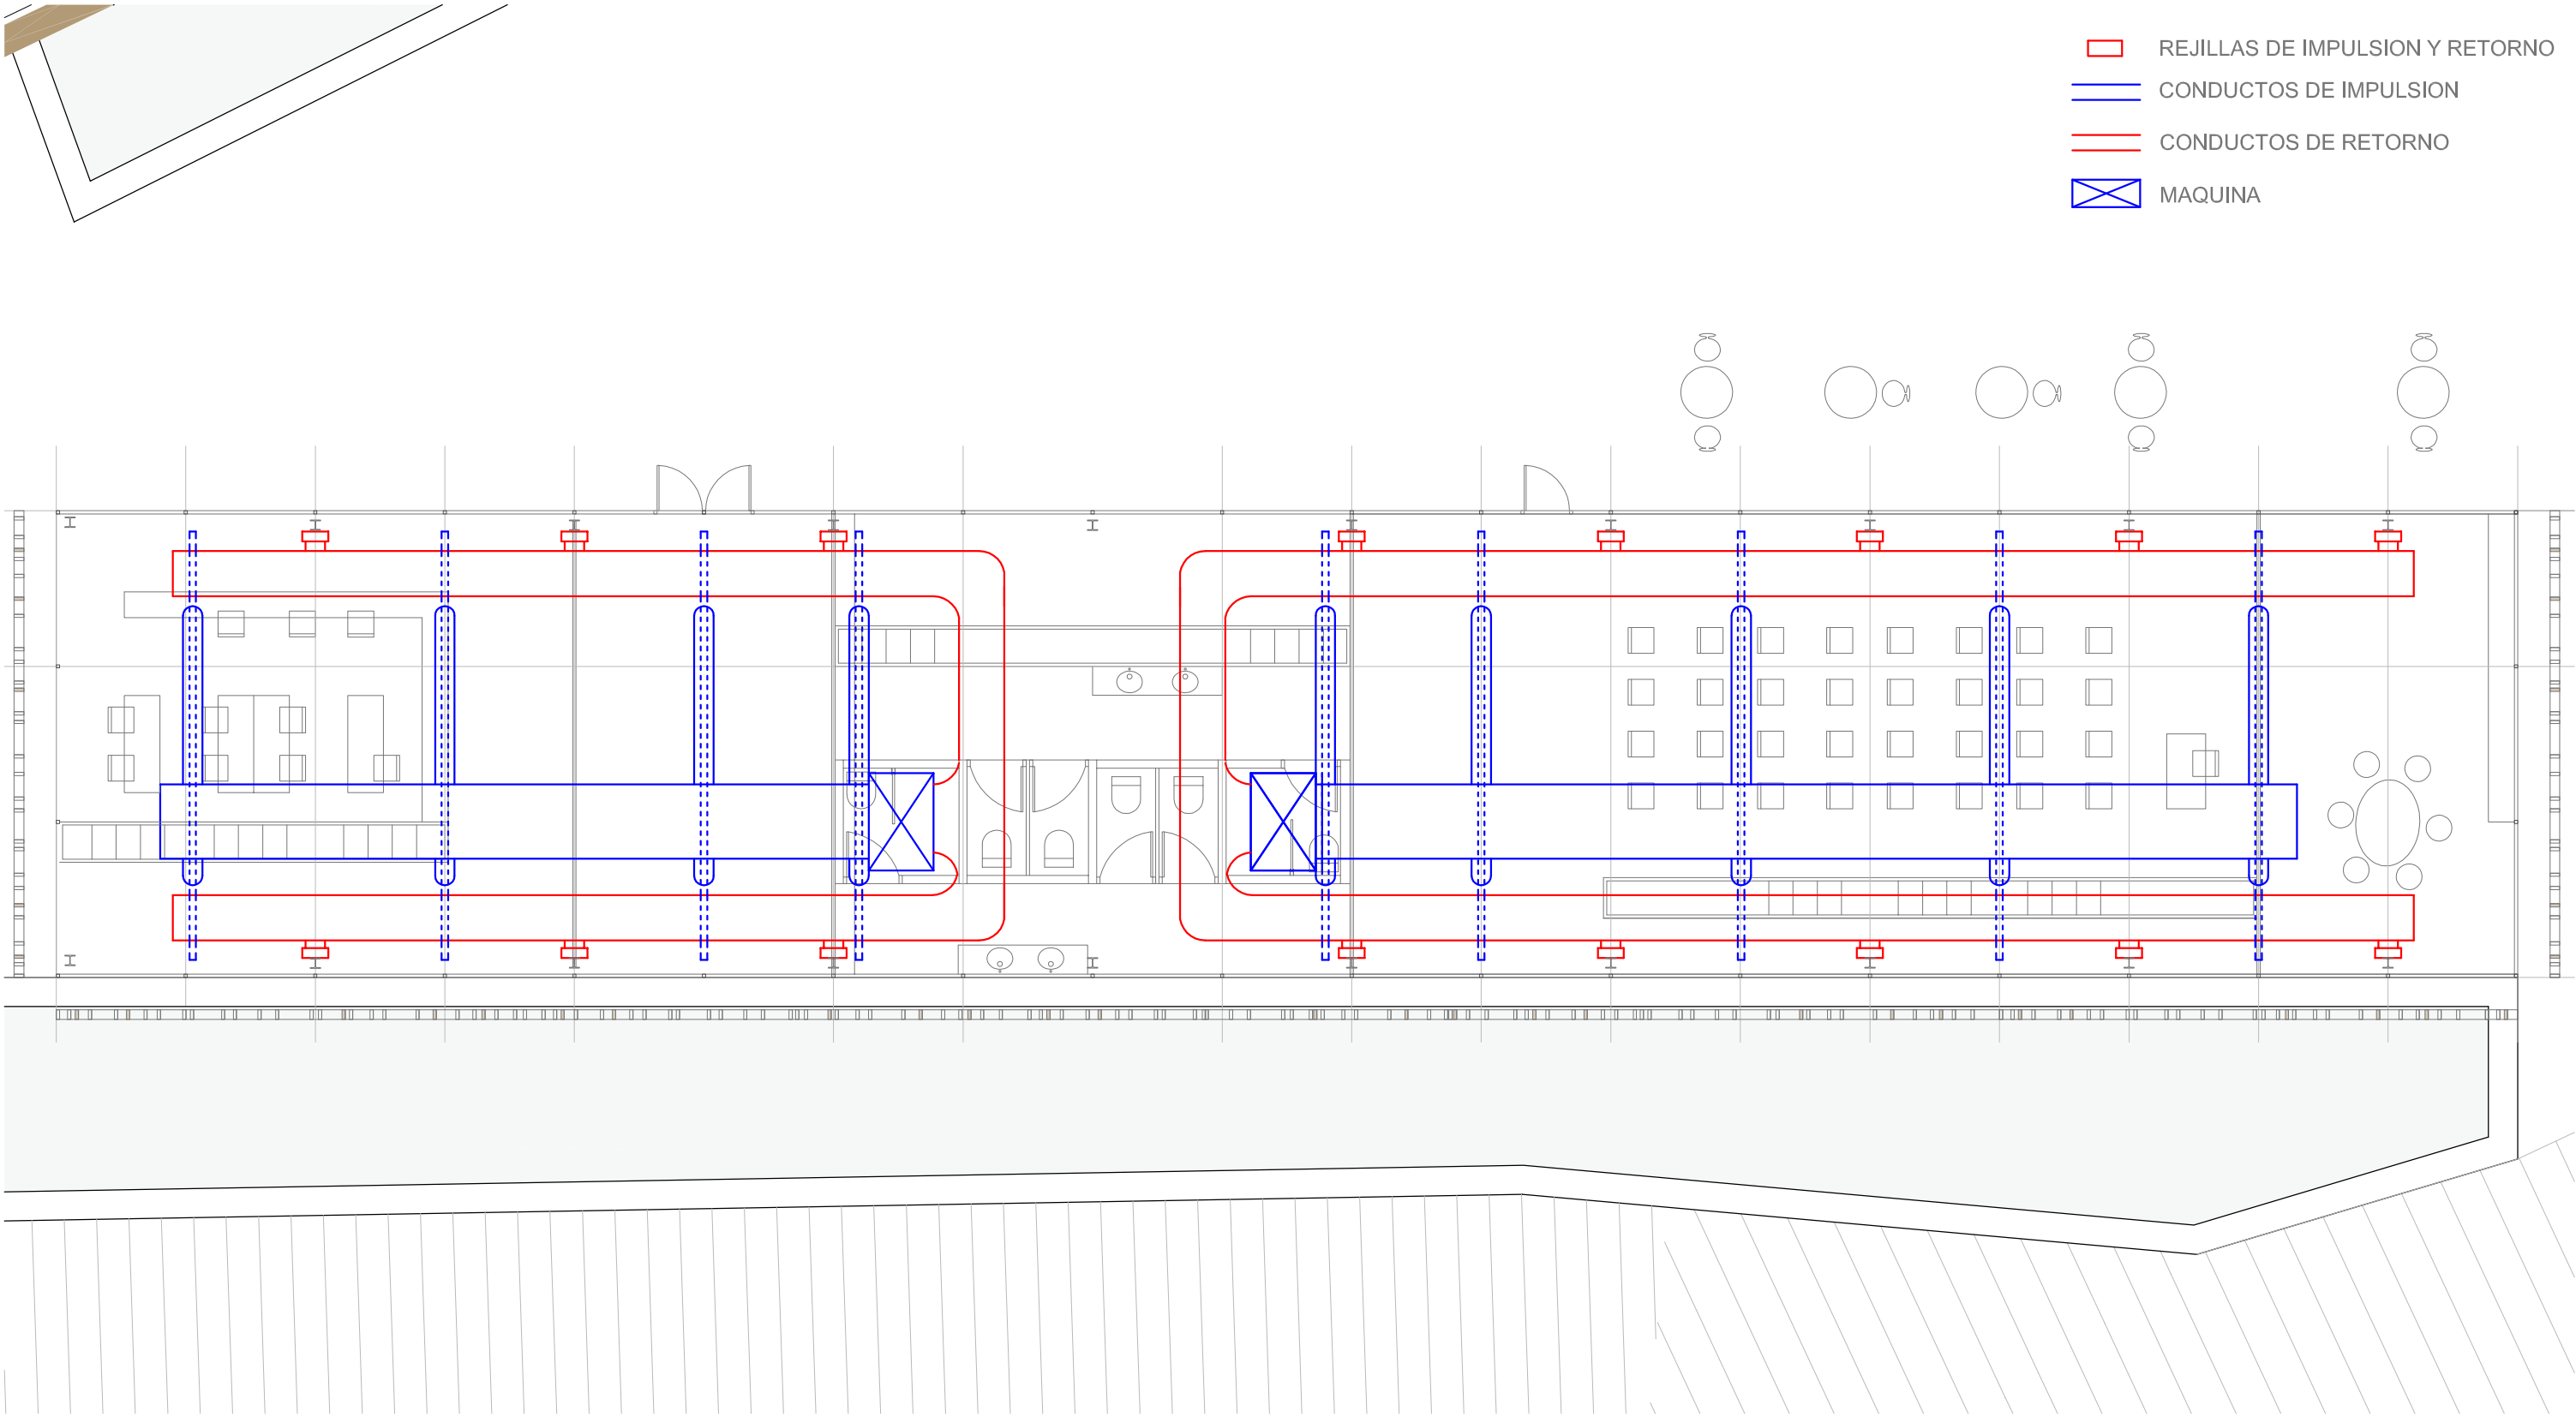 REJILLAS DE IMPULSION Y RETORNO
CONDUCTOS DE IMPULSION
CONDUCTOS DE RETORNO
MAQUINA